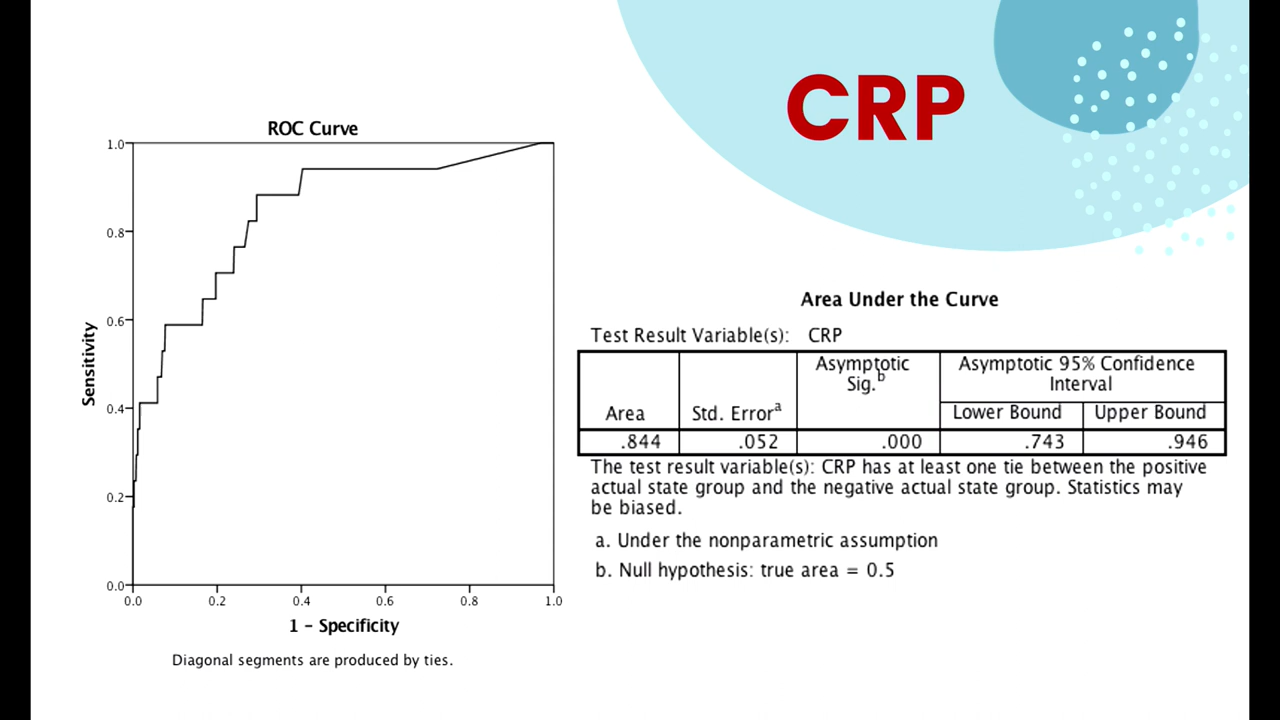 CRP
ROC Curve
1.0
0.8
0.6
0.4
0.2
0.0
Sensitivity
0.0 0.2 0.4 0.6 0.8 1.0
1 - Specificity
Diagonal segments are produced by ties.
Area Under the Curve
Test Result Variable(s): CRP
Area Std. Errora Asymptotic Sig.b Asymptotic 95% Confidence Interval
Lower Bound Upper Bound
.844 .052 .000 .743 .946
The test result variable(s): CRP has at least one tie between the positive
actual state group and the negative actual state group. Statistics may
be biased.
a. Under the nonparametric assumption
b. Null hypothesis: true area = 0.5